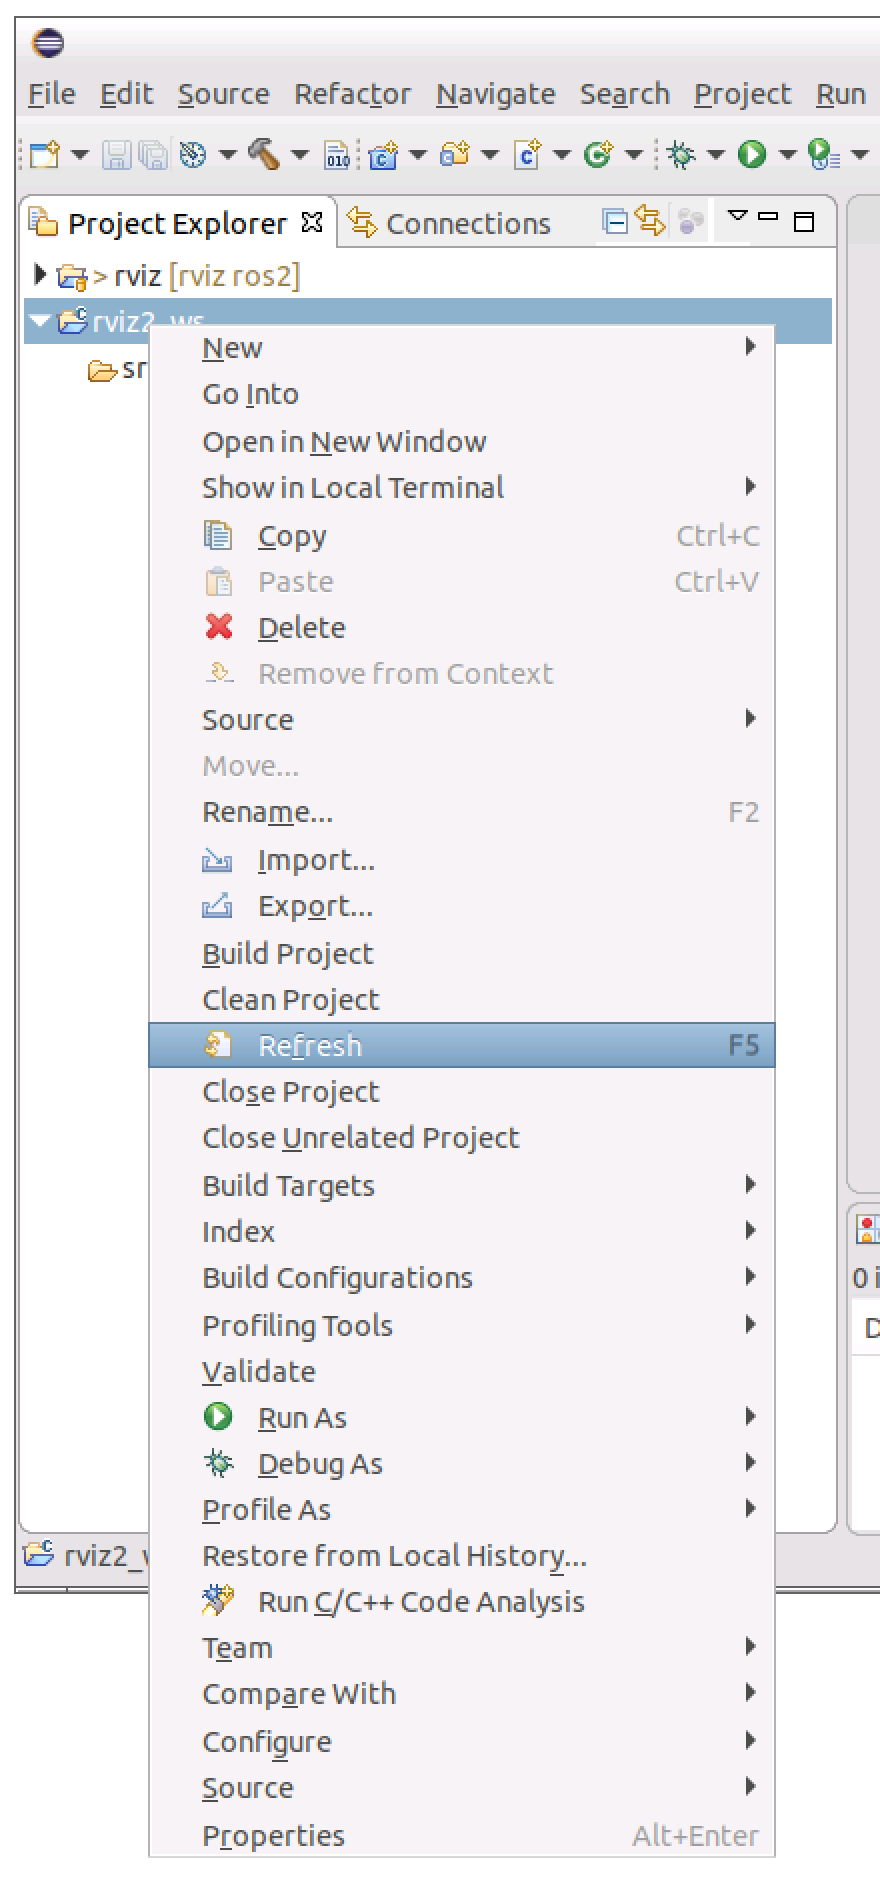 File Edit Source Refactor Navigate Search Project Run
010
Project Explorer Connections
> rviz [rviz ros2]
rviz2_ws
sr
New
Go Into
Open in New Window
Show in Local Terminal
Copy Ctrl+C
Paste Ctrl+V
Delete
Remove from Context
Source
Move...
Rename... F2
Import...
Export...
Build Project
Clean Project
Refresh F5
Close Project
Close Unrelated Project
Build Targets
Index
0 i
Build Configurations
Profiling Tools
D
Validate
Run As
Debug As
Profile As
rviz2_
Restore from Local History...
Run C/C++ Code Analysis
Team
Compare With
Configure
Source
Properties Alt+Enter